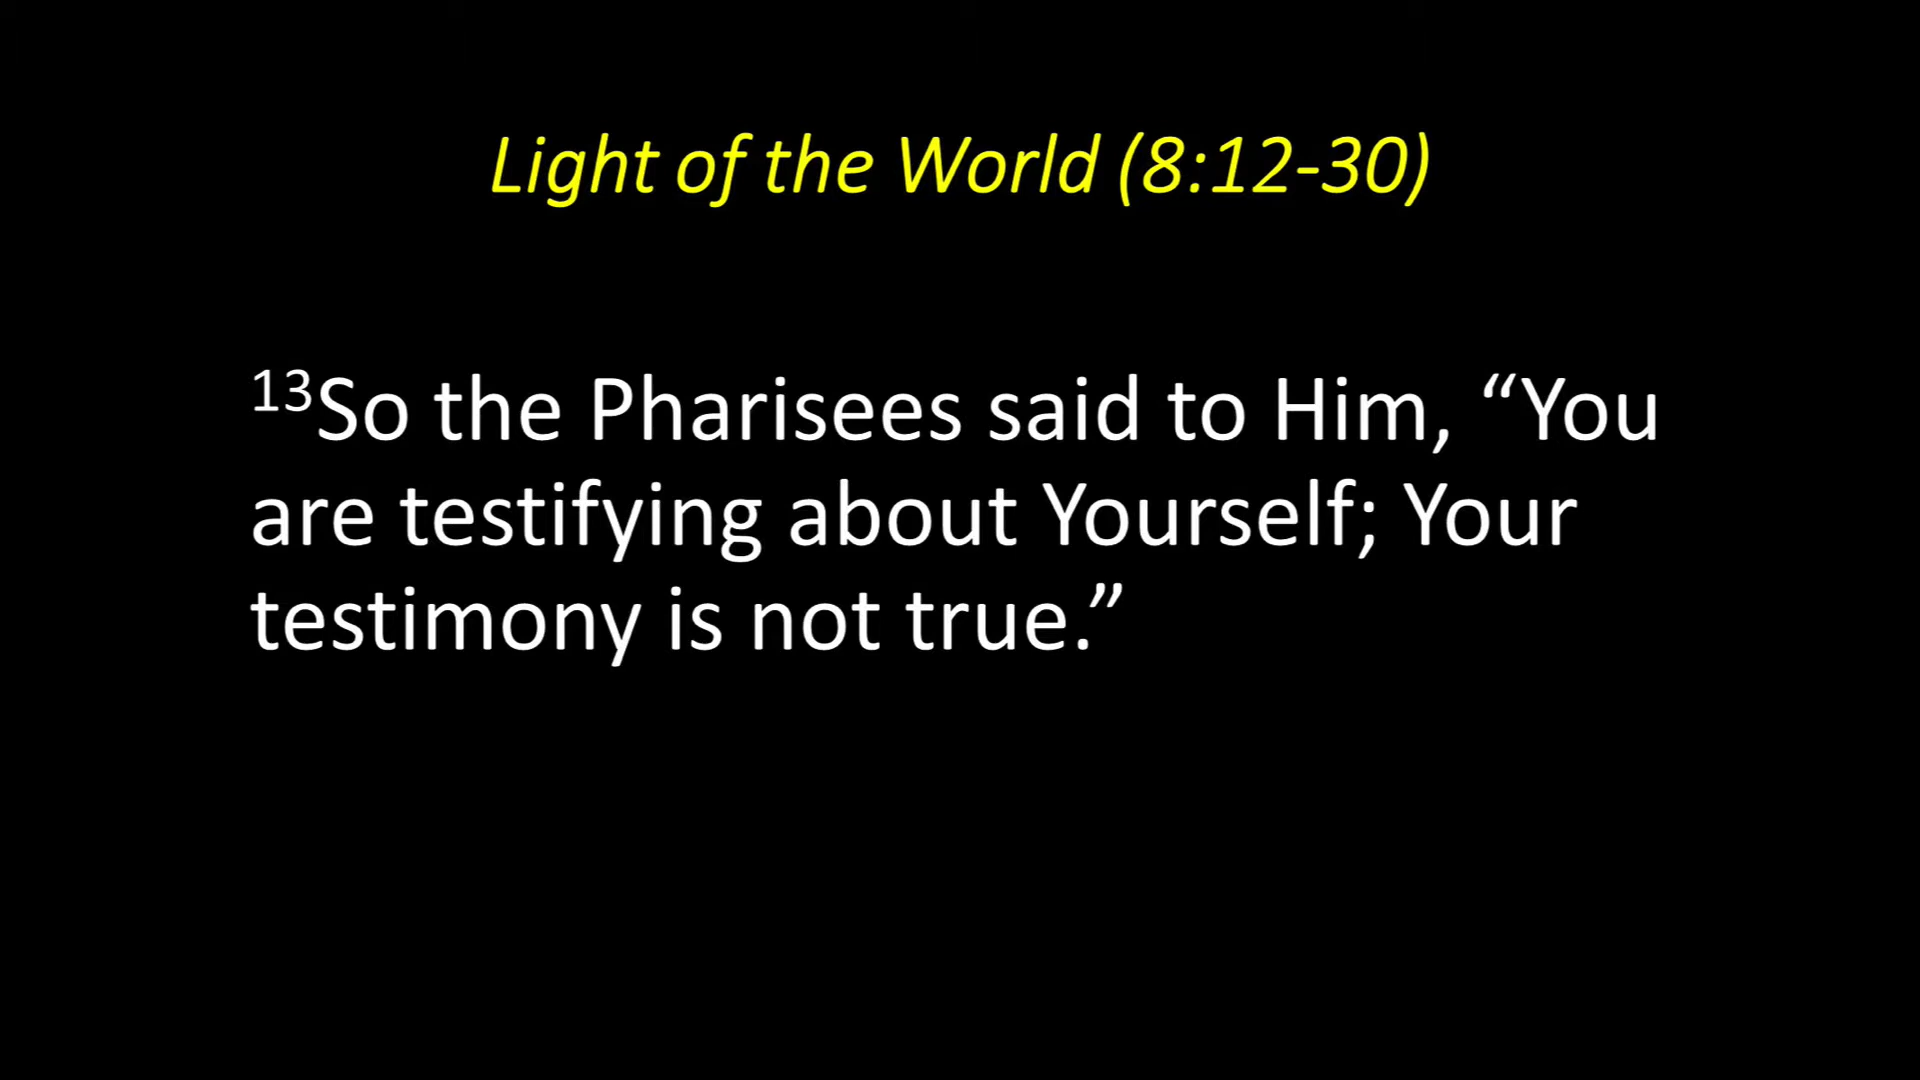 Light of the World (8:12-30)
¹³So the Pharisees said to Him, “You
are testifying about Yourself; Your
testimony is not true.”